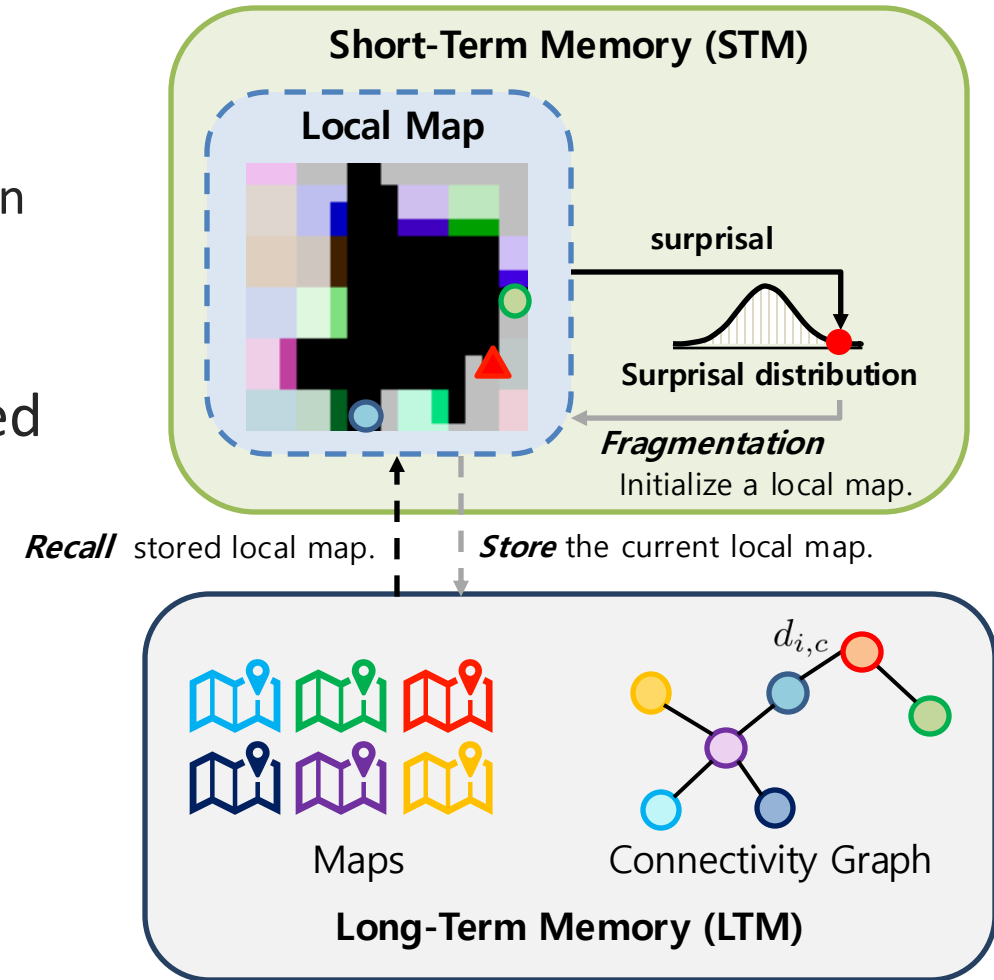 Short-Term Memory (STM)
Local Map
n
surprisal
Surprisal distribution
ed
Fragmentation
Initialize a local map.
Recall stored local map.
Store the current local map.
d_{i,c}
Maps
Connectivity Graph
Long-Term Memory (LTM)